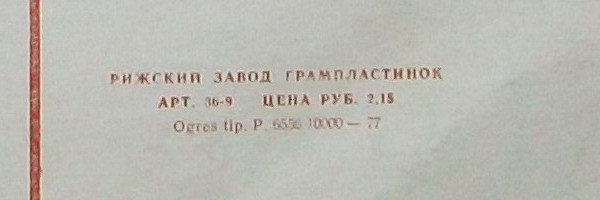 РИЖСКИЙ ЗАВОД ГРАМПЛАСТИНОК
АРТ. 36-9 ЦЕНА РУБ. 2.15
Ogres tip. P. 6556 10000 — 77